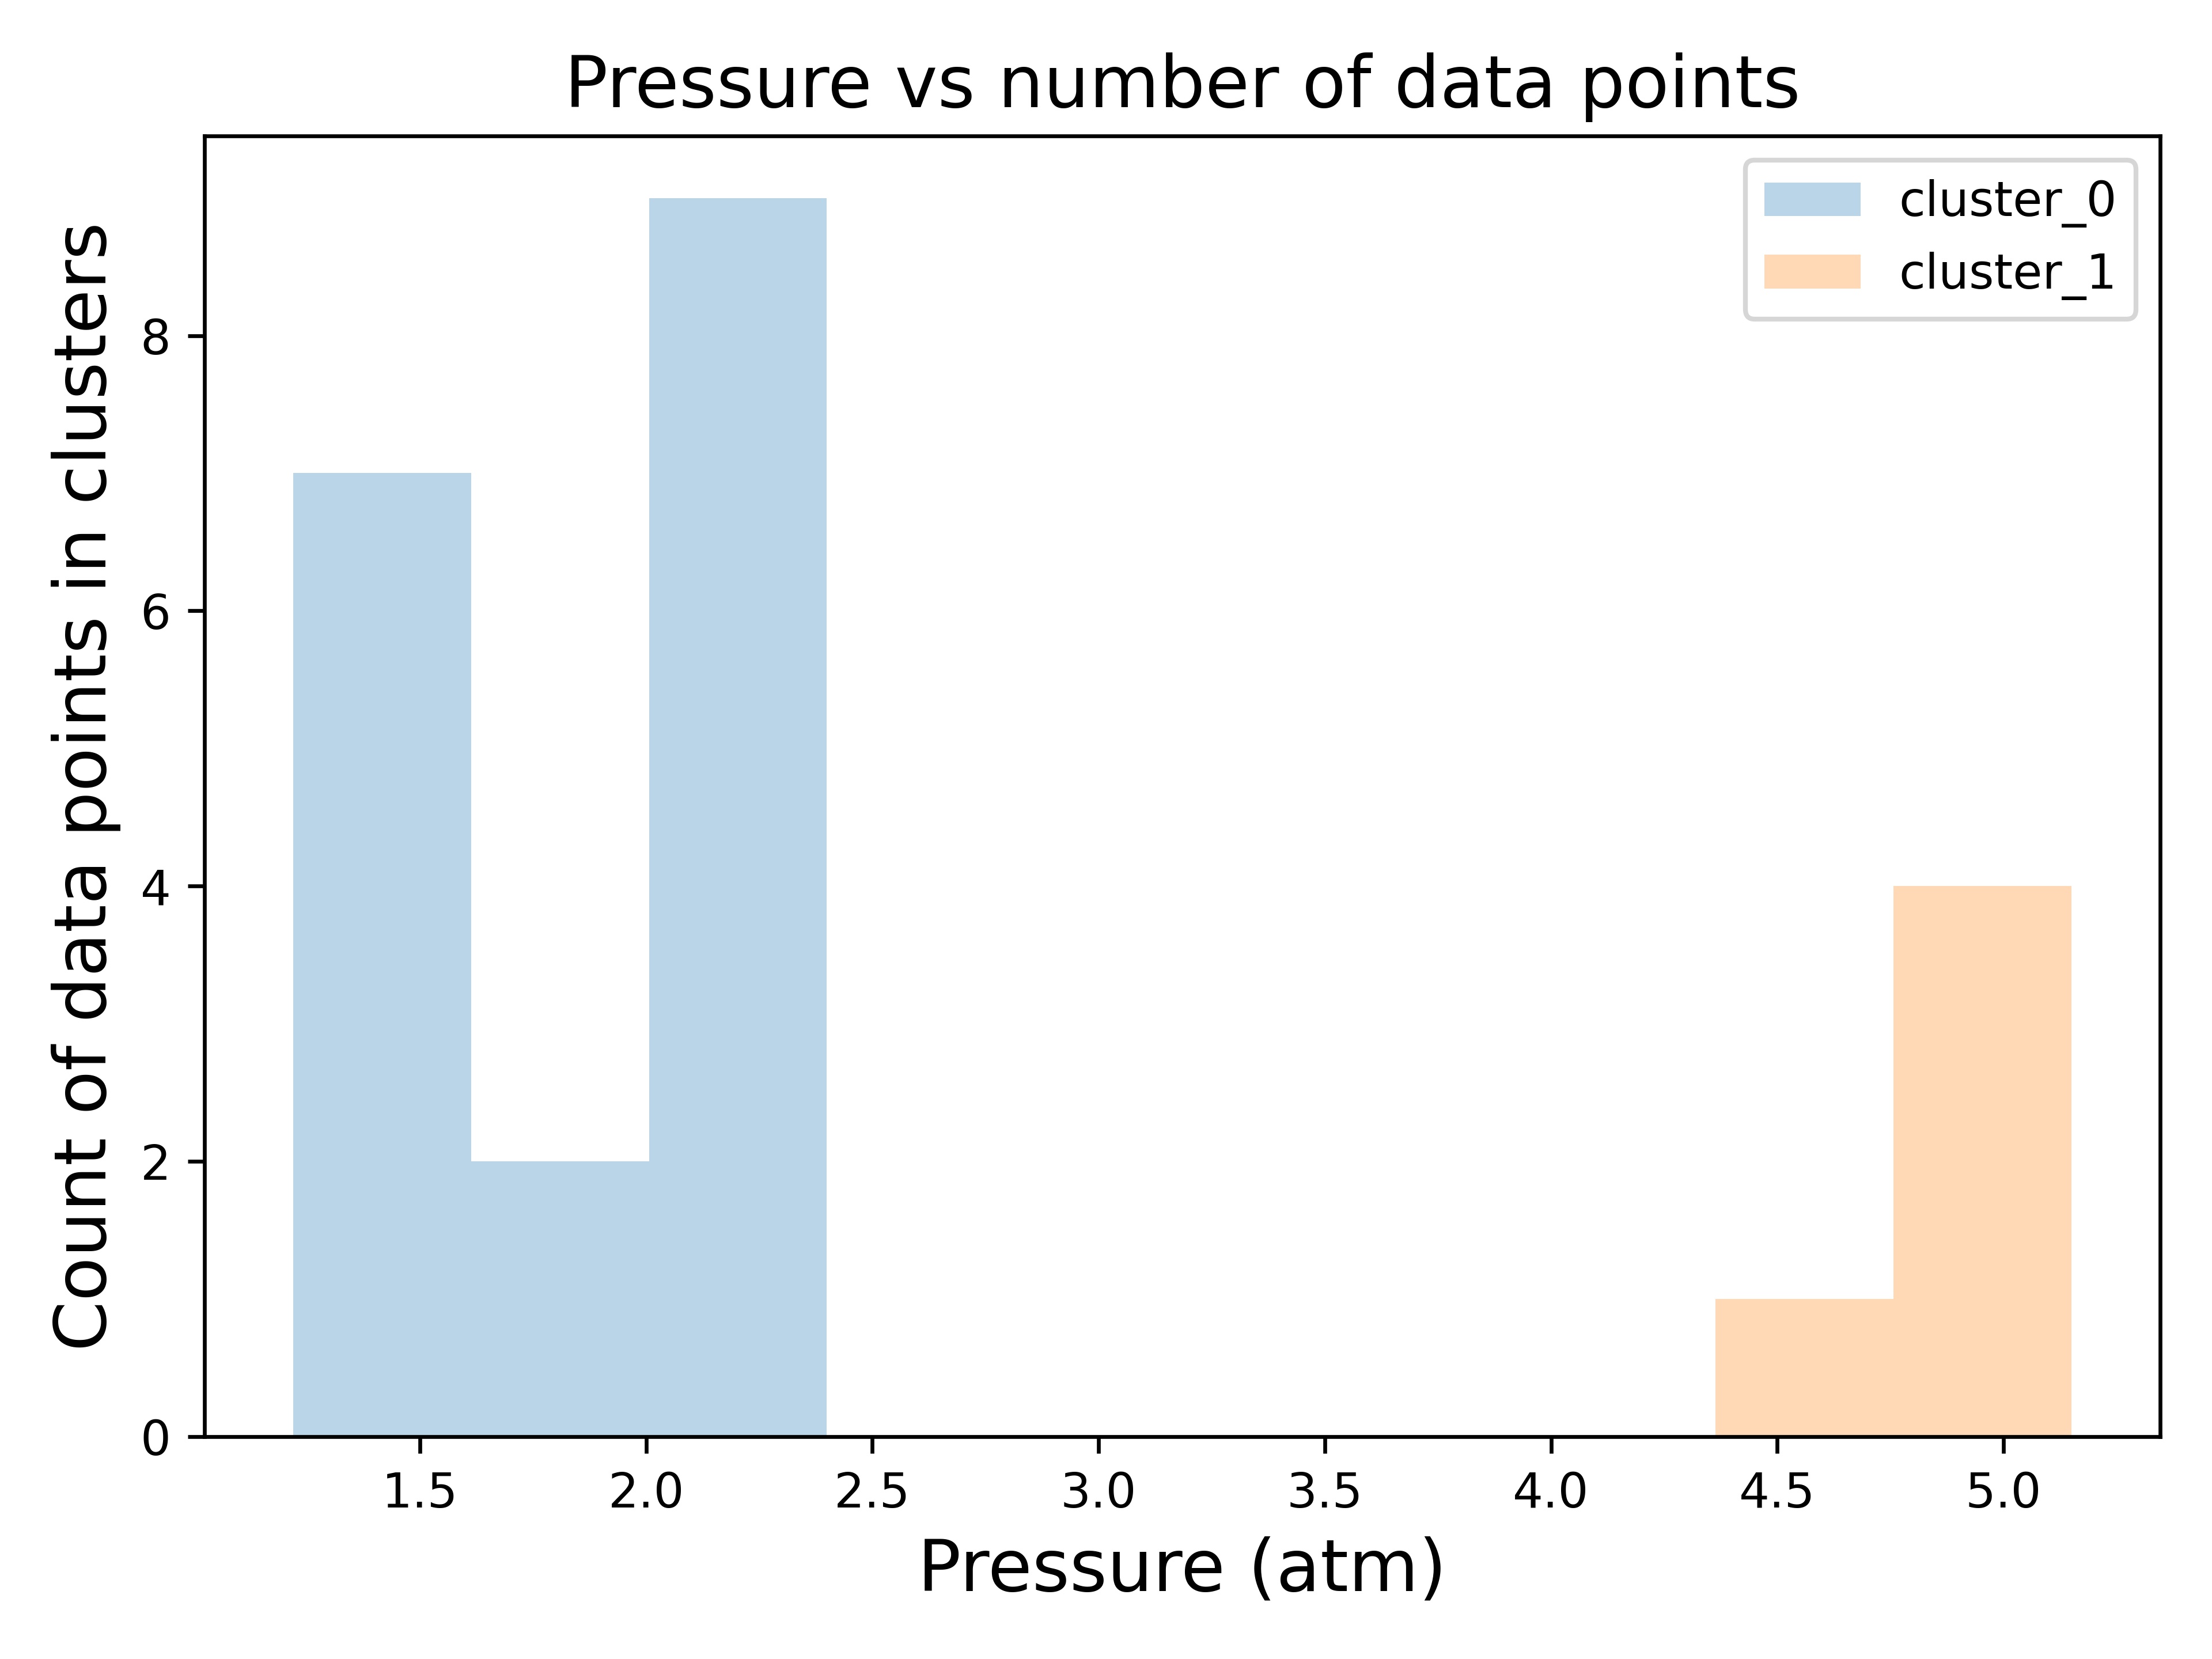 Pressure vs number of data points
cluster_0
cluster_1
Count of data points in clusters
8
6
4
2
0
1.5 2.0 2.5 3.0 3.5 4.0 4.5 5.0
Pressure (atm)